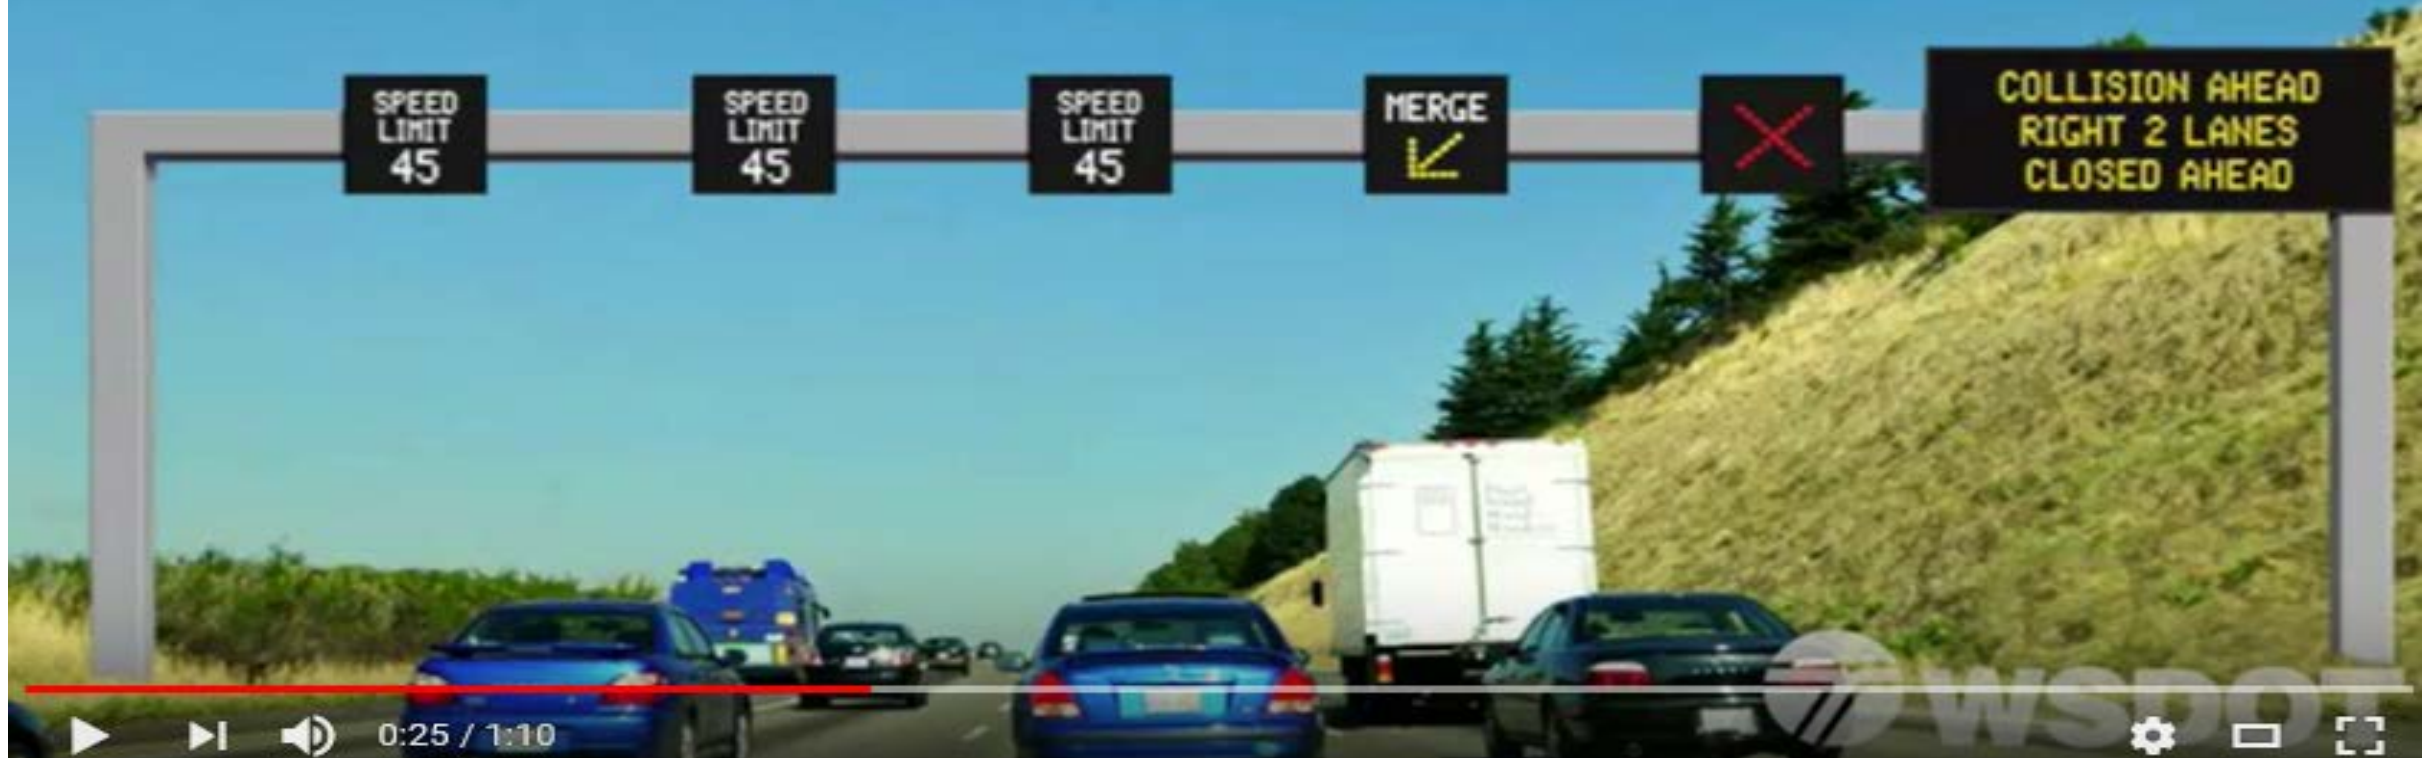 SPEED
LIMIT
45
SPEED
LIMIT
45
SPEED
LIMIT
45
MERGE
COLLISION AHEAD
RIGHT 2 LANES
CLOSED AHEAD
WSDOT
0:25 / 1:10